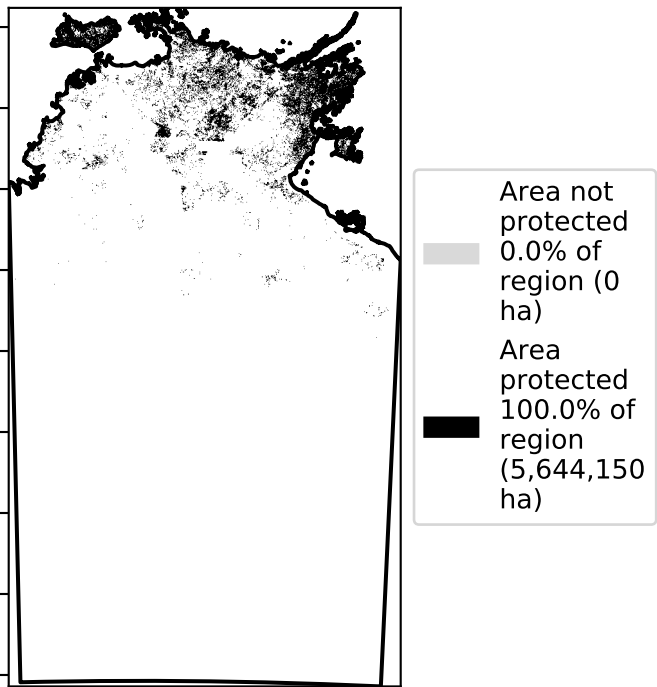 Area not
protected
0.0% of
region (0
ha)
Area
protected
100.0% of
region
(5,644,150
ha)